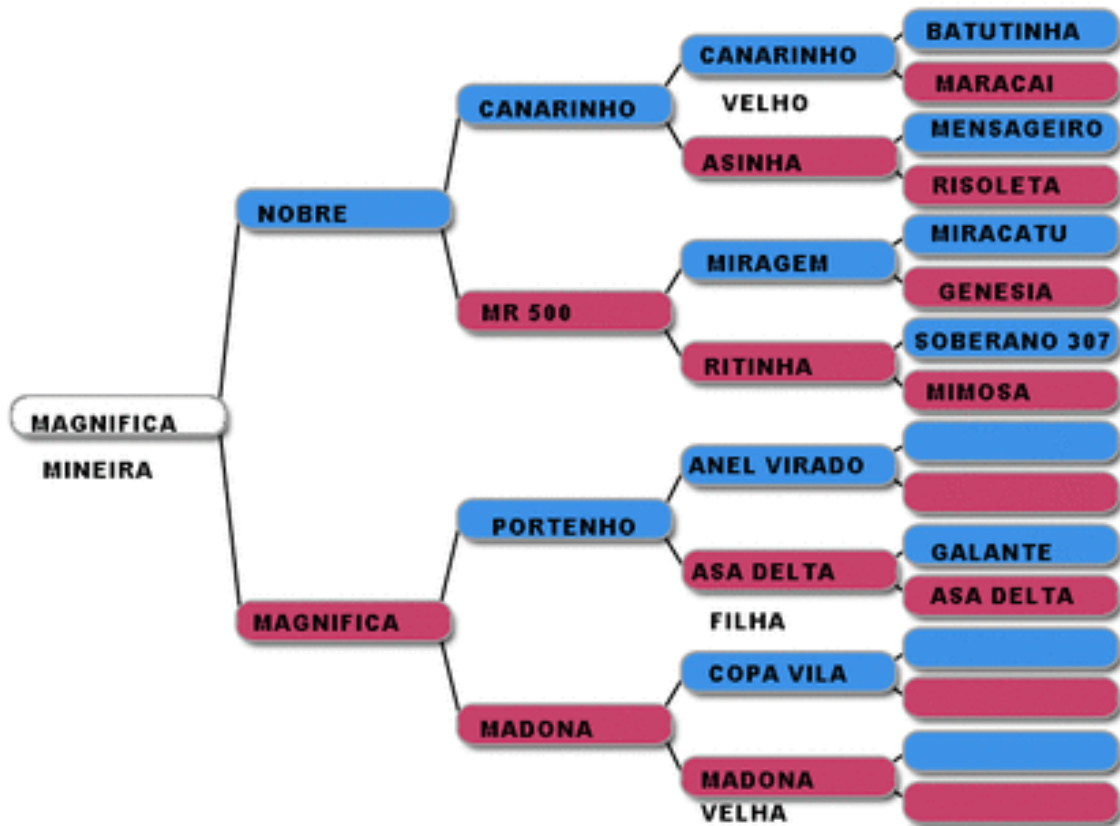 BATUTINHA
CANARINHO
MARACAI
VELHO
CANARINHO
MENSAGEIRO
ASINHA
RISOLETA
NOBRE
MIRACATU
MIRAGEM
GENESIA
MR 500
SOBERANO 307
RITINHA
MIMOSA
MAGNIFICA
MINEIRA
ANEL VIRADO
PORTENHO
GALANTE
ASA DELTA
ASA DELTA
FILHA
MAGNIFICA
COPA VILA
MADONA
MADONA
VELHA